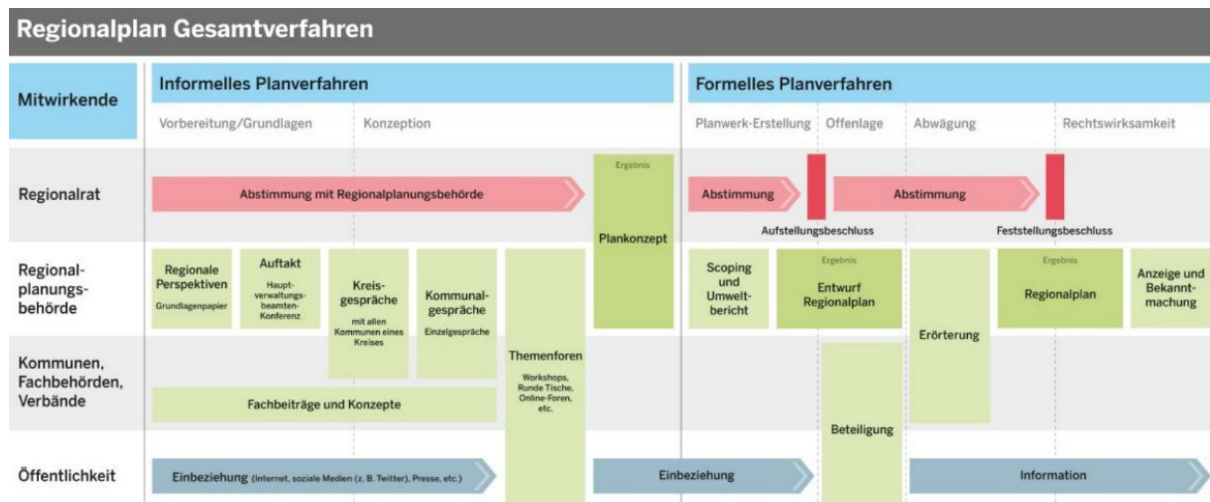 Regionalplan Gesamtverfahren
Mitwirkende
Informelles Planverfahren
Formelles Planverfahren
Vorbereitung/Grundlagen
Konzeption
Planwerk-Erstellung
Offenlage
Abwägung
Rechtswirksamkeit
Regionalrat
Abstimmung mit Regionalplanungsbehörde
Ergebnis
Plankonzept
Abstimmung
Aufstellungsbeschluss
Abstimmung
Feststellungsbeschluss
Regional-
planungs-
behörde
Regionale
Perspektiven
Grundlagenpapier
Auftakt
Haupt-
verwaltungs-
beamten-
Konferenz
Kreis-
gespräche
mit allen
Kommunen eines
Kreises
Kommunal-
gespräche
Einzelgespräche
Themenforen
Workshops,
Runde Tische,
Online-Foren,
etc.
Scoping
und
Umwelt-
bericht
Ergebnis
Entwurf
Regionalplan
Erörterung
Ergebnis
Regionalplan
Anzeige und
Bekannt-
machung
Kommunen,
Fachbehörden,
Verbände
Fachbeiträge und Konzepte
Beteiligung
Öffentlichkeit
Einbeziehung (Internet, soziale Medien (z. B. Twitter), Presse, etc.)
Einbeziehung
Information